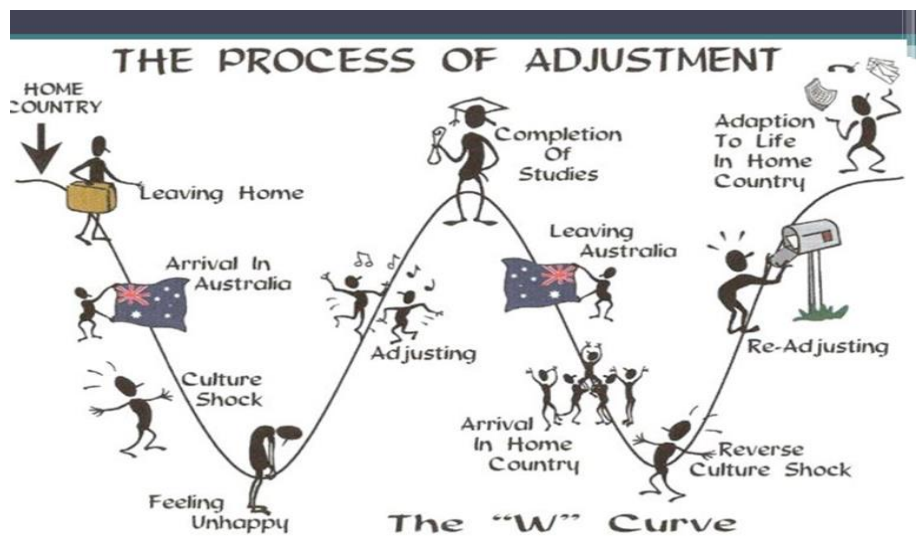 THE PROCESS OF ADJUSTMENT
HOME
COUNTRY
Leaving Home
Arrival In
Australia
Culture
Shock
Feeling
Unhappy
Adjusting
Completion
Of
Studies
Leaving
Australia
Arrival
In Home
Country
Reverse
Culture Shock
Re-Adjusting
Adaption
To Life
In Home
Country
The "W" Curve